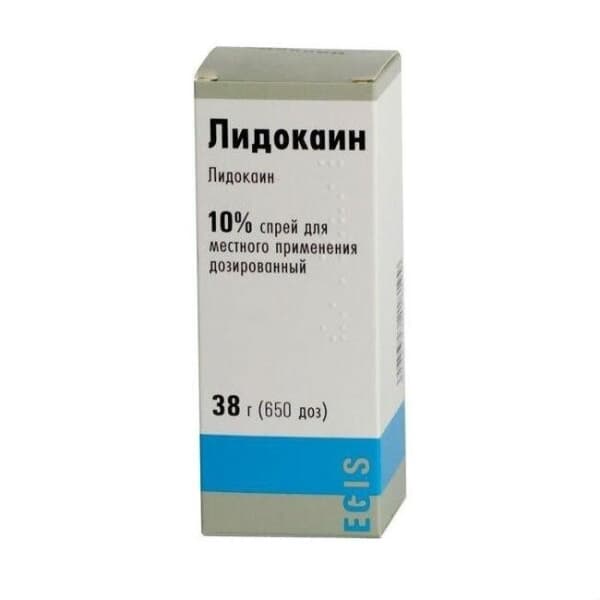 Лидокаин
Лидокаин
10% спрей для
местного применения
дозированный
38 г (650 доз)
EGIS